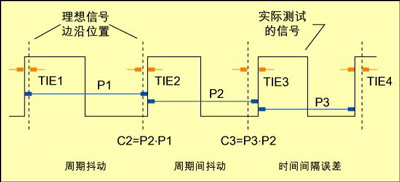 理想信号
边沿位置
实际测试
的信号
TIE1
P1
TIE2
P2
TIE3
P3
TIE4
C2=P2-P1
C3=P3-P2
周期抖动
周期间抖动
时间间隔误差